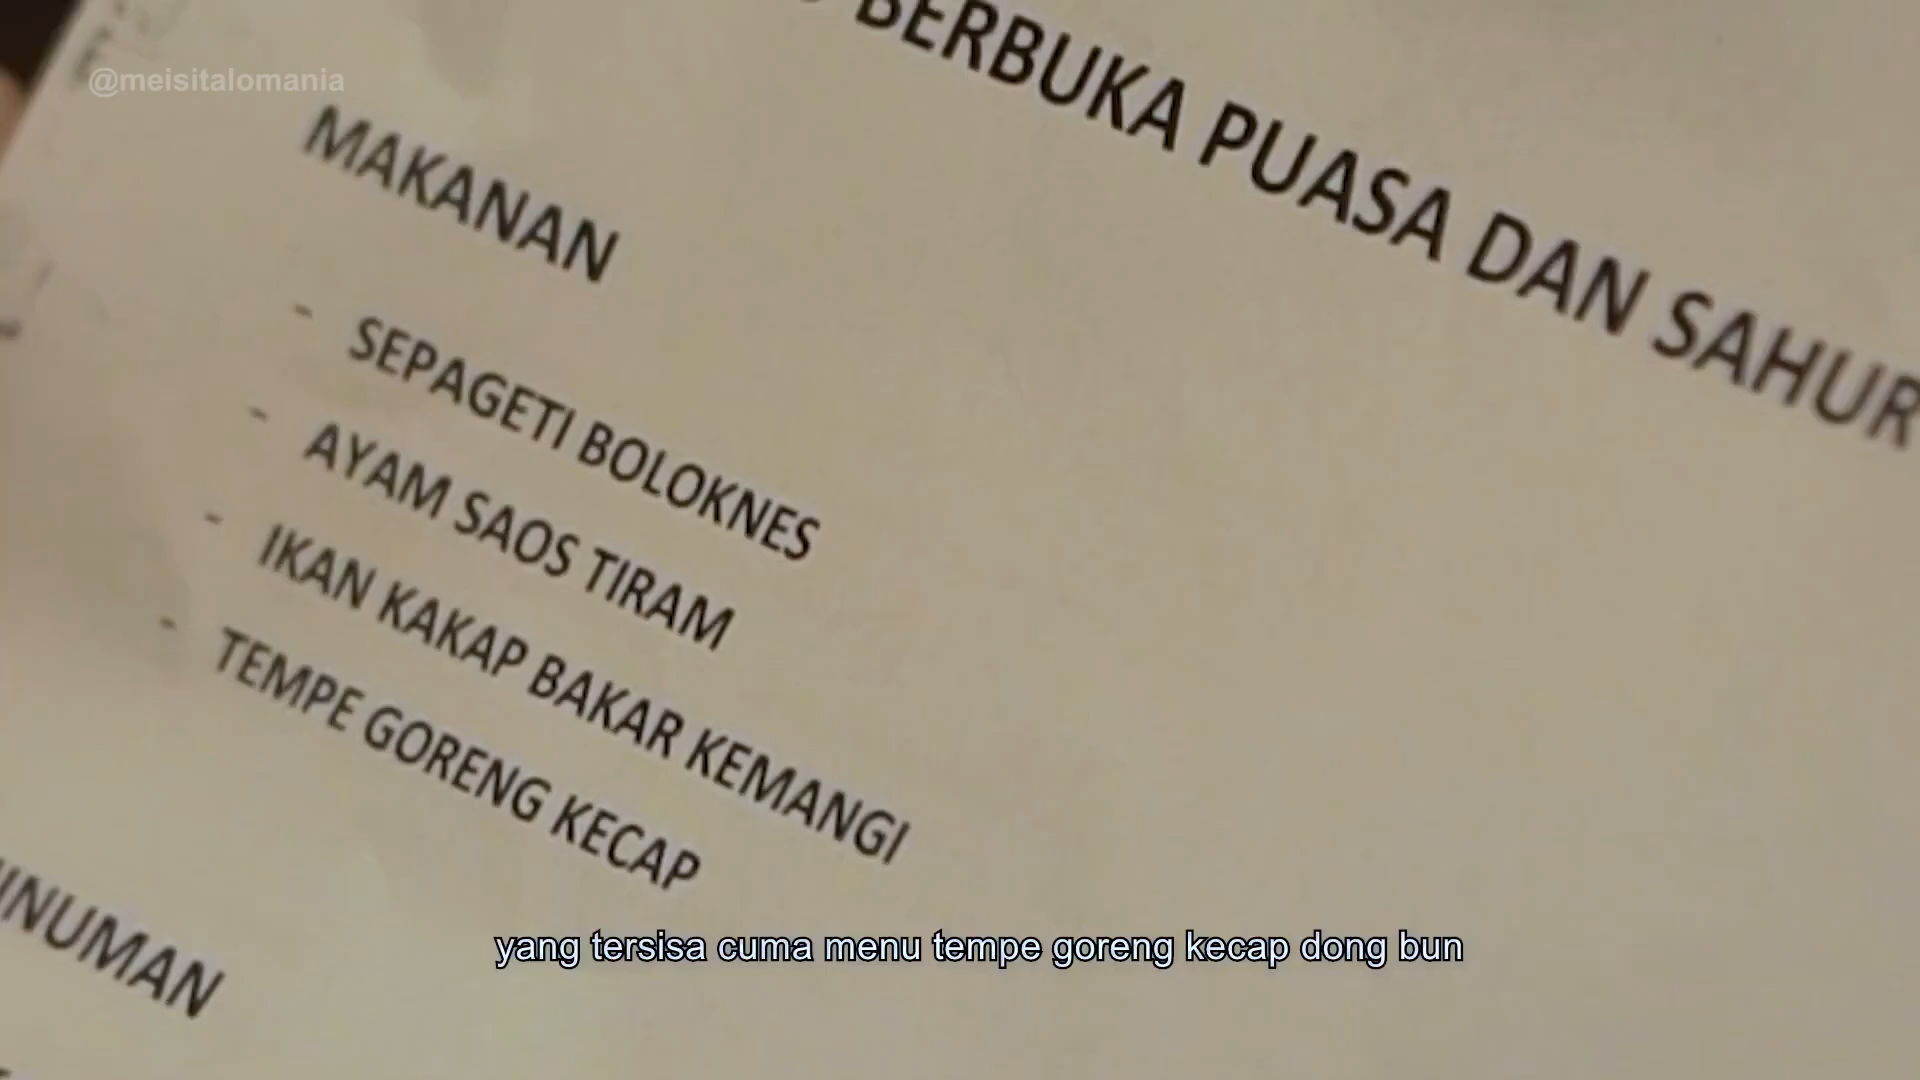 @meisitalomania
BERBUKA PUASA DAN SAHUR
MAKANAN
- SEPAGETI BOLOKNES
- AYAM SAOS TIRAM
- IKAN KAKAP BAKAR KEMANGI
- TEMPE GORENG KECAP
INUMAN
yang tersisa cuma menu tempe goreng kecap dong bun